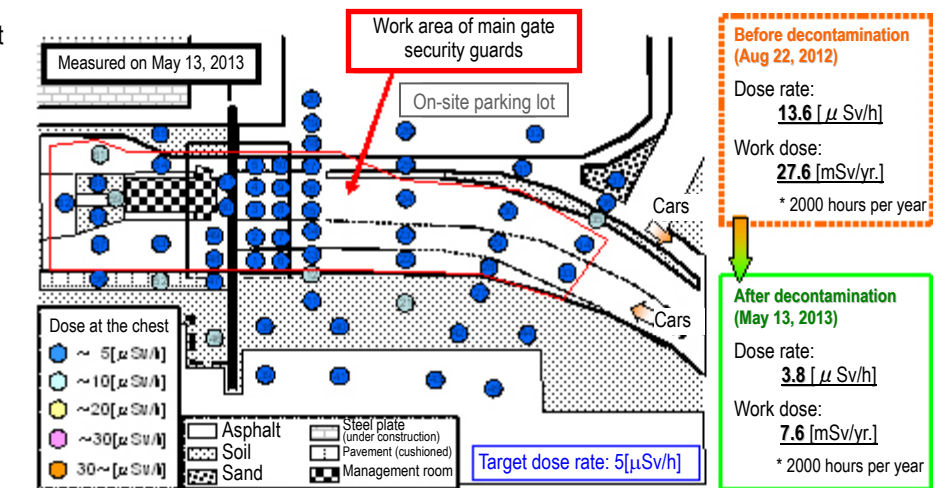 t
Measured on May 13, 2013
Work area of main gate
security guards
On-site parking lot
Cars
Cars
Dose at the chest
~ 5[μSv/h]
~10[μSv/h]
~20[μSv/h]
~30[μSv/h]
30~[μSv/h]
Asphalt
Soil
Sand
Steel plate
(under construction)
Pavement (cushioned)
Management room
Target dose rate: 5[μSv/h]
Before decontamination
(Aug 22, 2012)
Dose rate:
13.6 [ μ Sv/h]
Work dose:
27.6 [mSv/yr.]
* 2000 hours per year
After decontamination
(May 13, 2013)
Dose rate:
3.8 [ μ Sv/h]
Work dose:
7.6 [mSv/yr.]
* 2000 hours per year